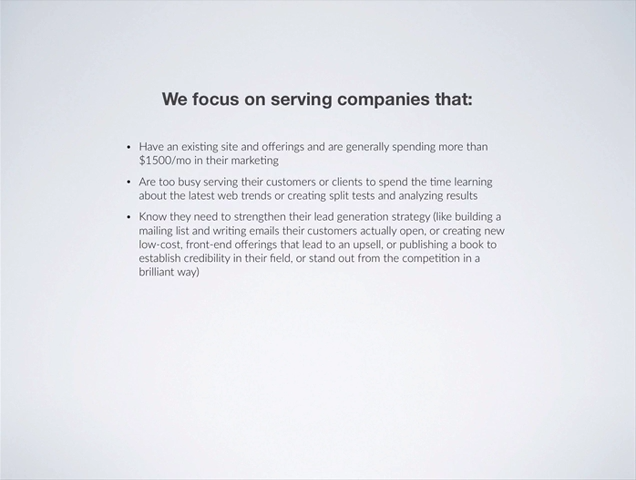 We focus on serving companies that:
• Have an existing site and offerings and are generally spending more than
$1500/mo in their marketing
• Are too busy serving their customers or clients to spend the time learning
about the latest web trends or creating split tests and analyzing results
• Know they need to strengthen their lead generation strategy (like building a
mailing list and writing emails their customers actually open, or creating new
low-cost, front-end offerings that lead to an upsell, or publishing a book to
establish credibility in their field, or stand out from the competition in a
brilliant way)